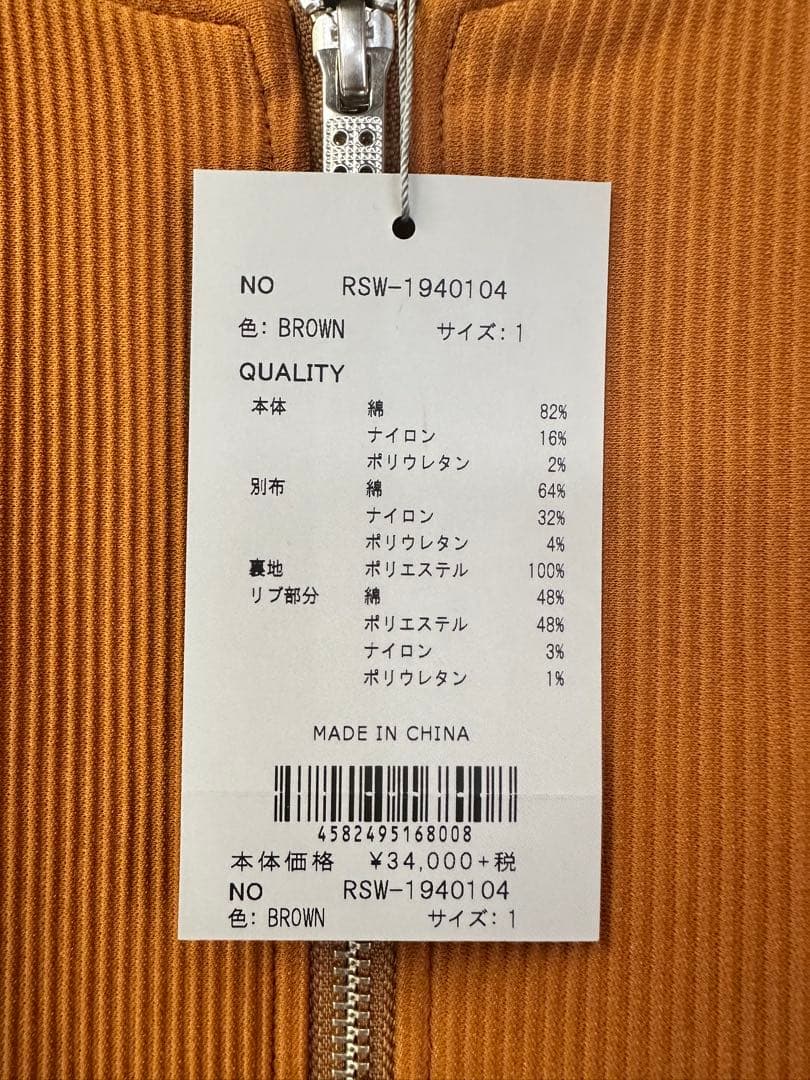 NO RSW-1940104
色: BROWN サイズ: 1
QUALITY
本体 綿 82%
ナイロン 16%
ポリウレタン 2%
別布 綿 64%
ナイロン 32%
ポリウレタン 4%
裏地 ポリエステル 100%
リブ部分 綿 48%
ポリエステル 48%
ナイロン 3%
ポリウレタン 1%
MADE IN CHINA
4582495168008
本体価格 ¥34,000+税
NO RSW-1940104
色: BROWN サイズ: 1